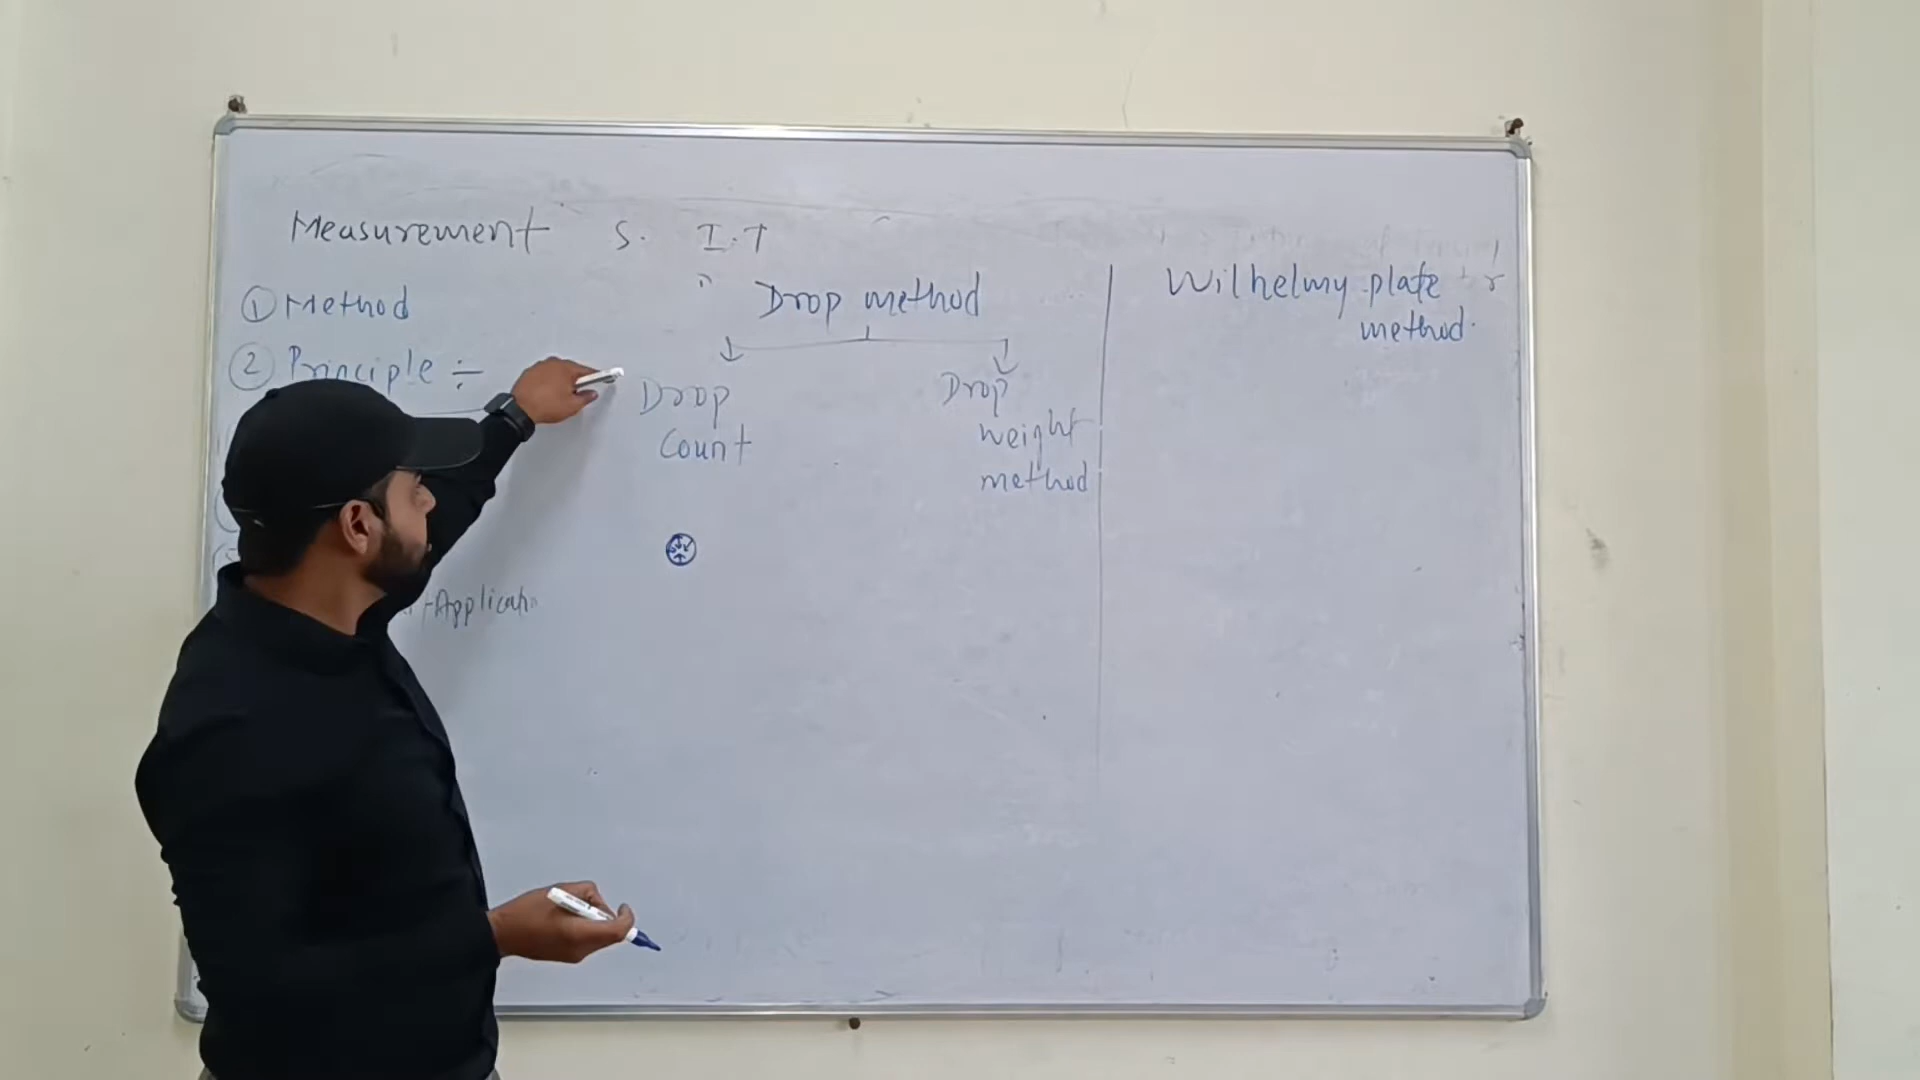 Measurement S. I.T
① Method
② Principle ÷
Application
Drop method
Drop
Count
Drop
weight
method
Wilhelmy plate
method.